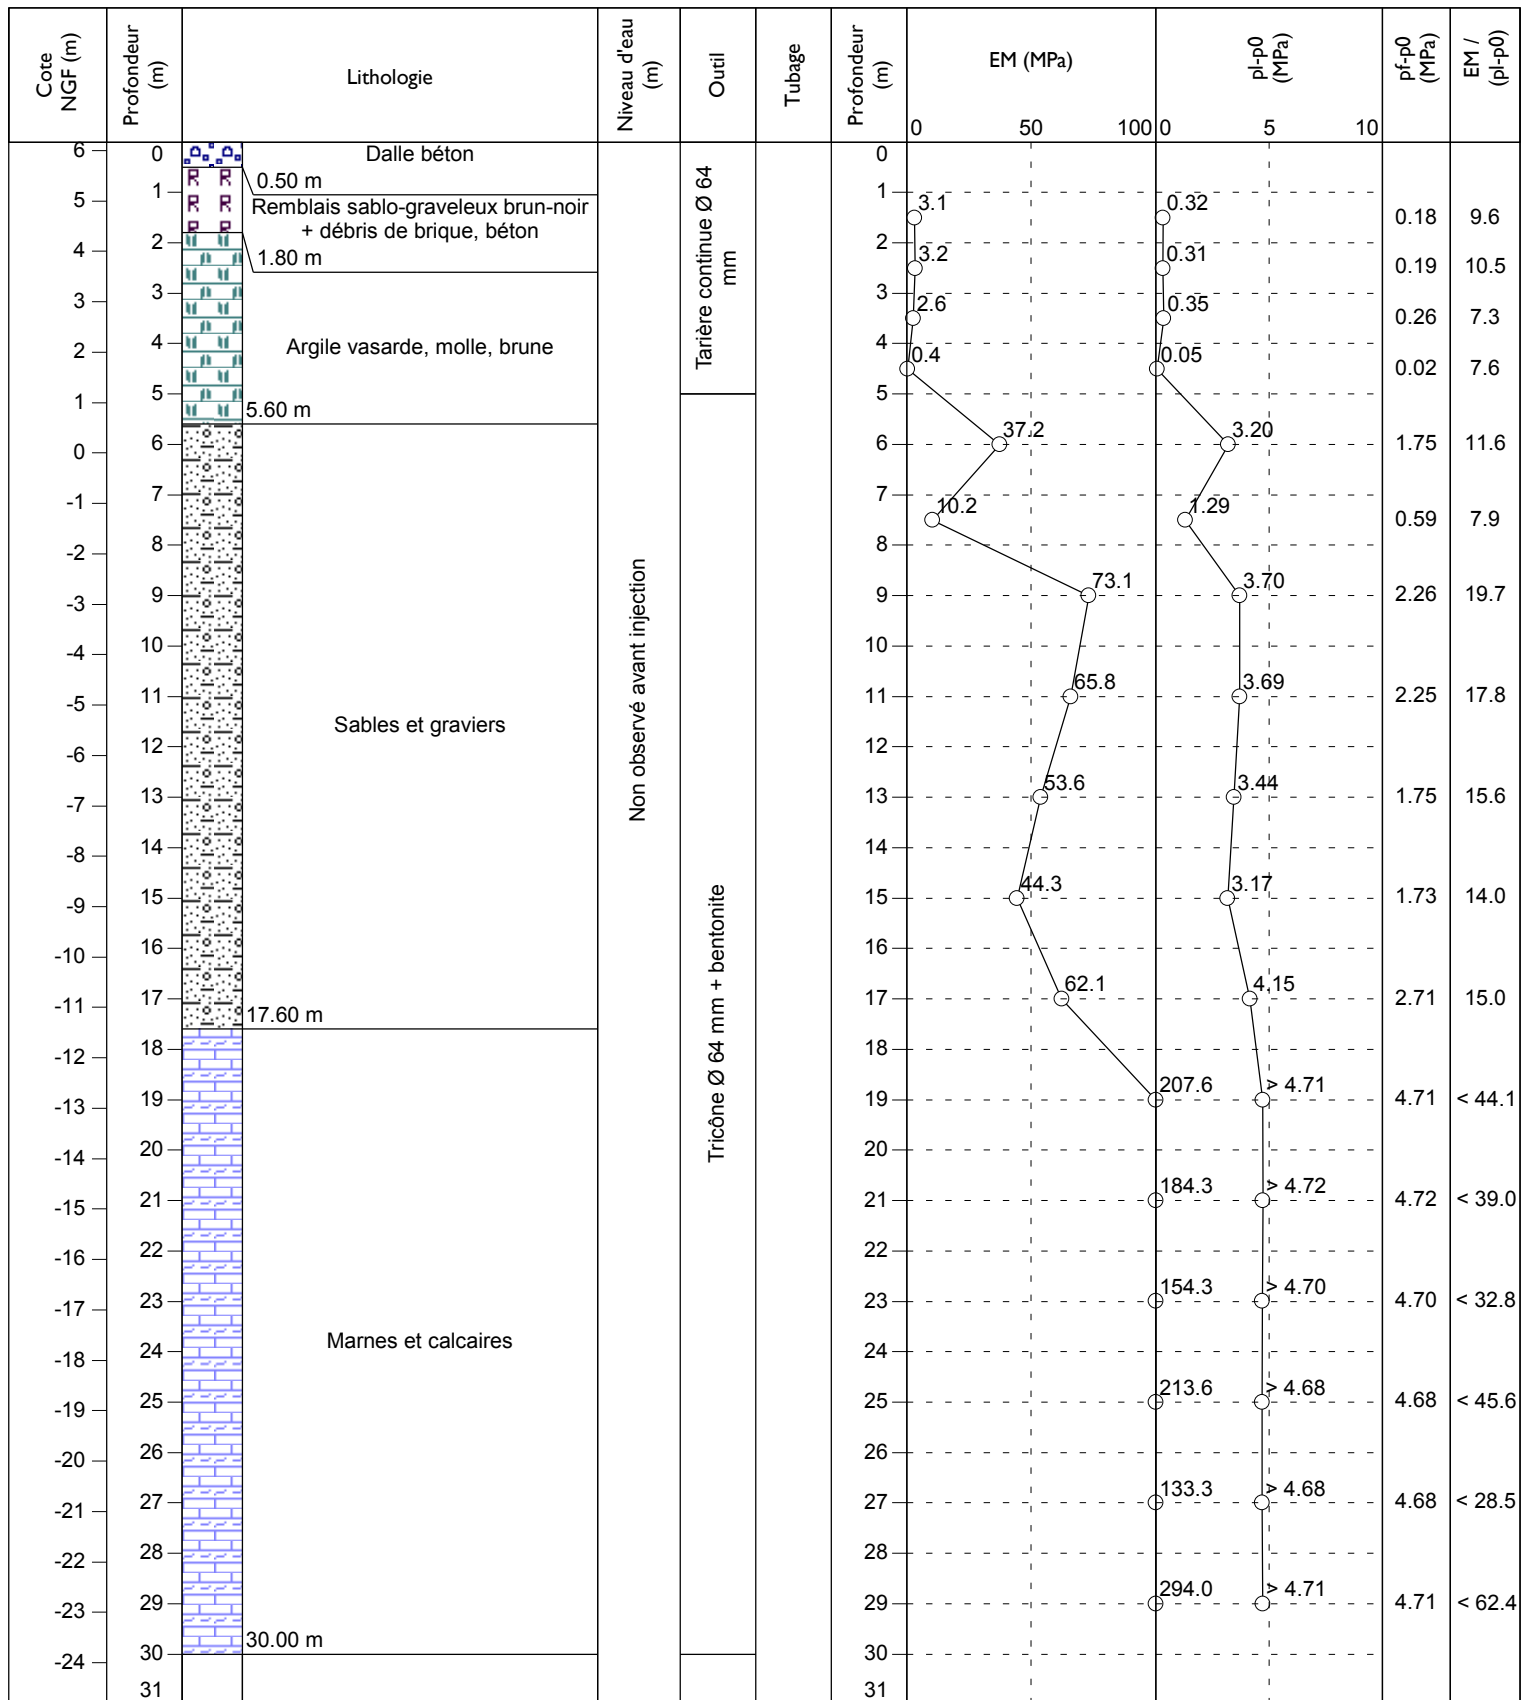 Cote NGF (m)
Profondeur (m)
Lithologie
Niveau d'eau (m)
Outil
Tubage
Profondeur (m)
EM (MPa)
pl-p0 (MPa)
pf-p0 (MPa)
EM / (pl-p0)
0 50 100 0 5 10
6
5
4
3
2
1
0
-1
-2
-3
-4
-5
-6
-7
-8
-9
-10
-11
-12
-13
-14
-15
-16
-17
-18
-19
-20
-21
-22
-23
-24
0
1
2
3
4
5
6
7
8
9
10
11
12
13
14
15
16
17
18
19
20
21
22
23
24
25
26
27
28
29
30
31
Dalle béton
0.50 m
Remblais sablo-graveleux brun-noir
+ débris de brique, béton
1.80 m
Argile vasarde, molle, brune
5.60 m
Sables et graviers
17.60 m
Marnes et calcaires
30.00 m
Non observé avant injection
Tarière continue Ø 64
mm
Tricône Ø 64 mm + bentonite
0
1
2
3
4
5
6
7
8
9
10
11
12
13
14
15
16
17
18
19
20
21
22
23
24
25
26
27
28
29
30
31
3.1 0.32 0.18 9.6
3.2 0.31 0.19 10.5
2.6 0.35 0.26 7.3
0.4 0.05 0.02 7.6
37.2 3.20 1.75 11.6
10.2 1.29 0.59 7.9
73.1 3.70 2.26 19.7
65.8 3.69 2.25 17.8
53.6 3.44 1.75 15.6
44.3 3.17 1.73 14.0
62.1 4.15 2.71 15.0
207.6 > 4.71 4.71 < 44.1
184.3 > 4.72 4.72 < 39.0
154.3 > 4.70 4.70 < 32.8
213.6 > 4.68 4.68 < 45.6
133.3 > 4.68 4.68 < 28.5
294.0 > 4.71 4.71 < 62.4